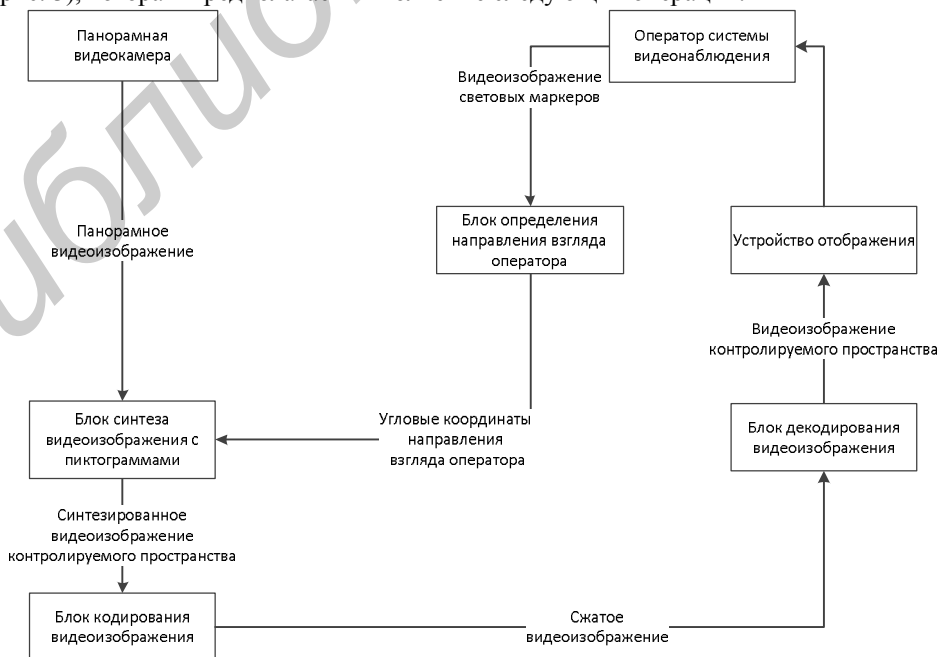 Панорамная
видеокамера
Оператор системы
видеонаблюдения
Видеоизображение
световых маркеров
Панорамное
видеоизображение
Блок определения
направления взгляда
оператора
Устройство отображения
Видеоизображение
контролируемого пространства
Блок синтеза
видеоизображения с
пиктограммами
Угловые координаты
направления
взгляда оператора
Блок декодирования
видеоизображения
Синтезированное
видеоизображение
контролируемого пространства
Блок кодирования
видеоизображения
Сжатое
видеоизображение